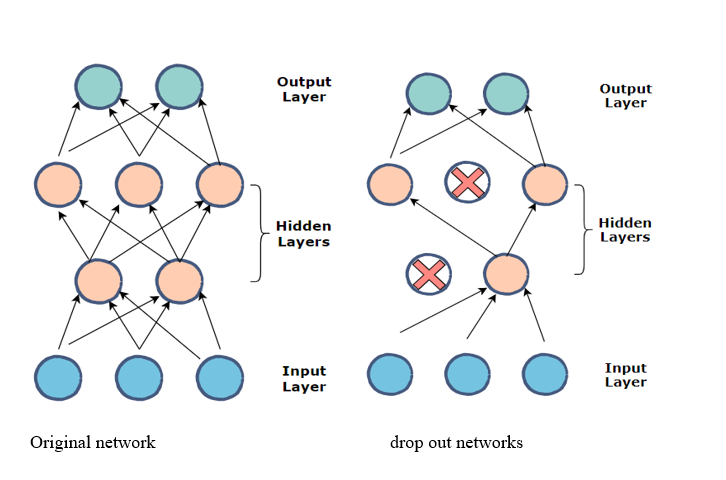 Output
Layer
Hidden
Layers
Input
Layer
Original network
Output
Layer
Hidden
Layers
Input
Layer
drop out networks